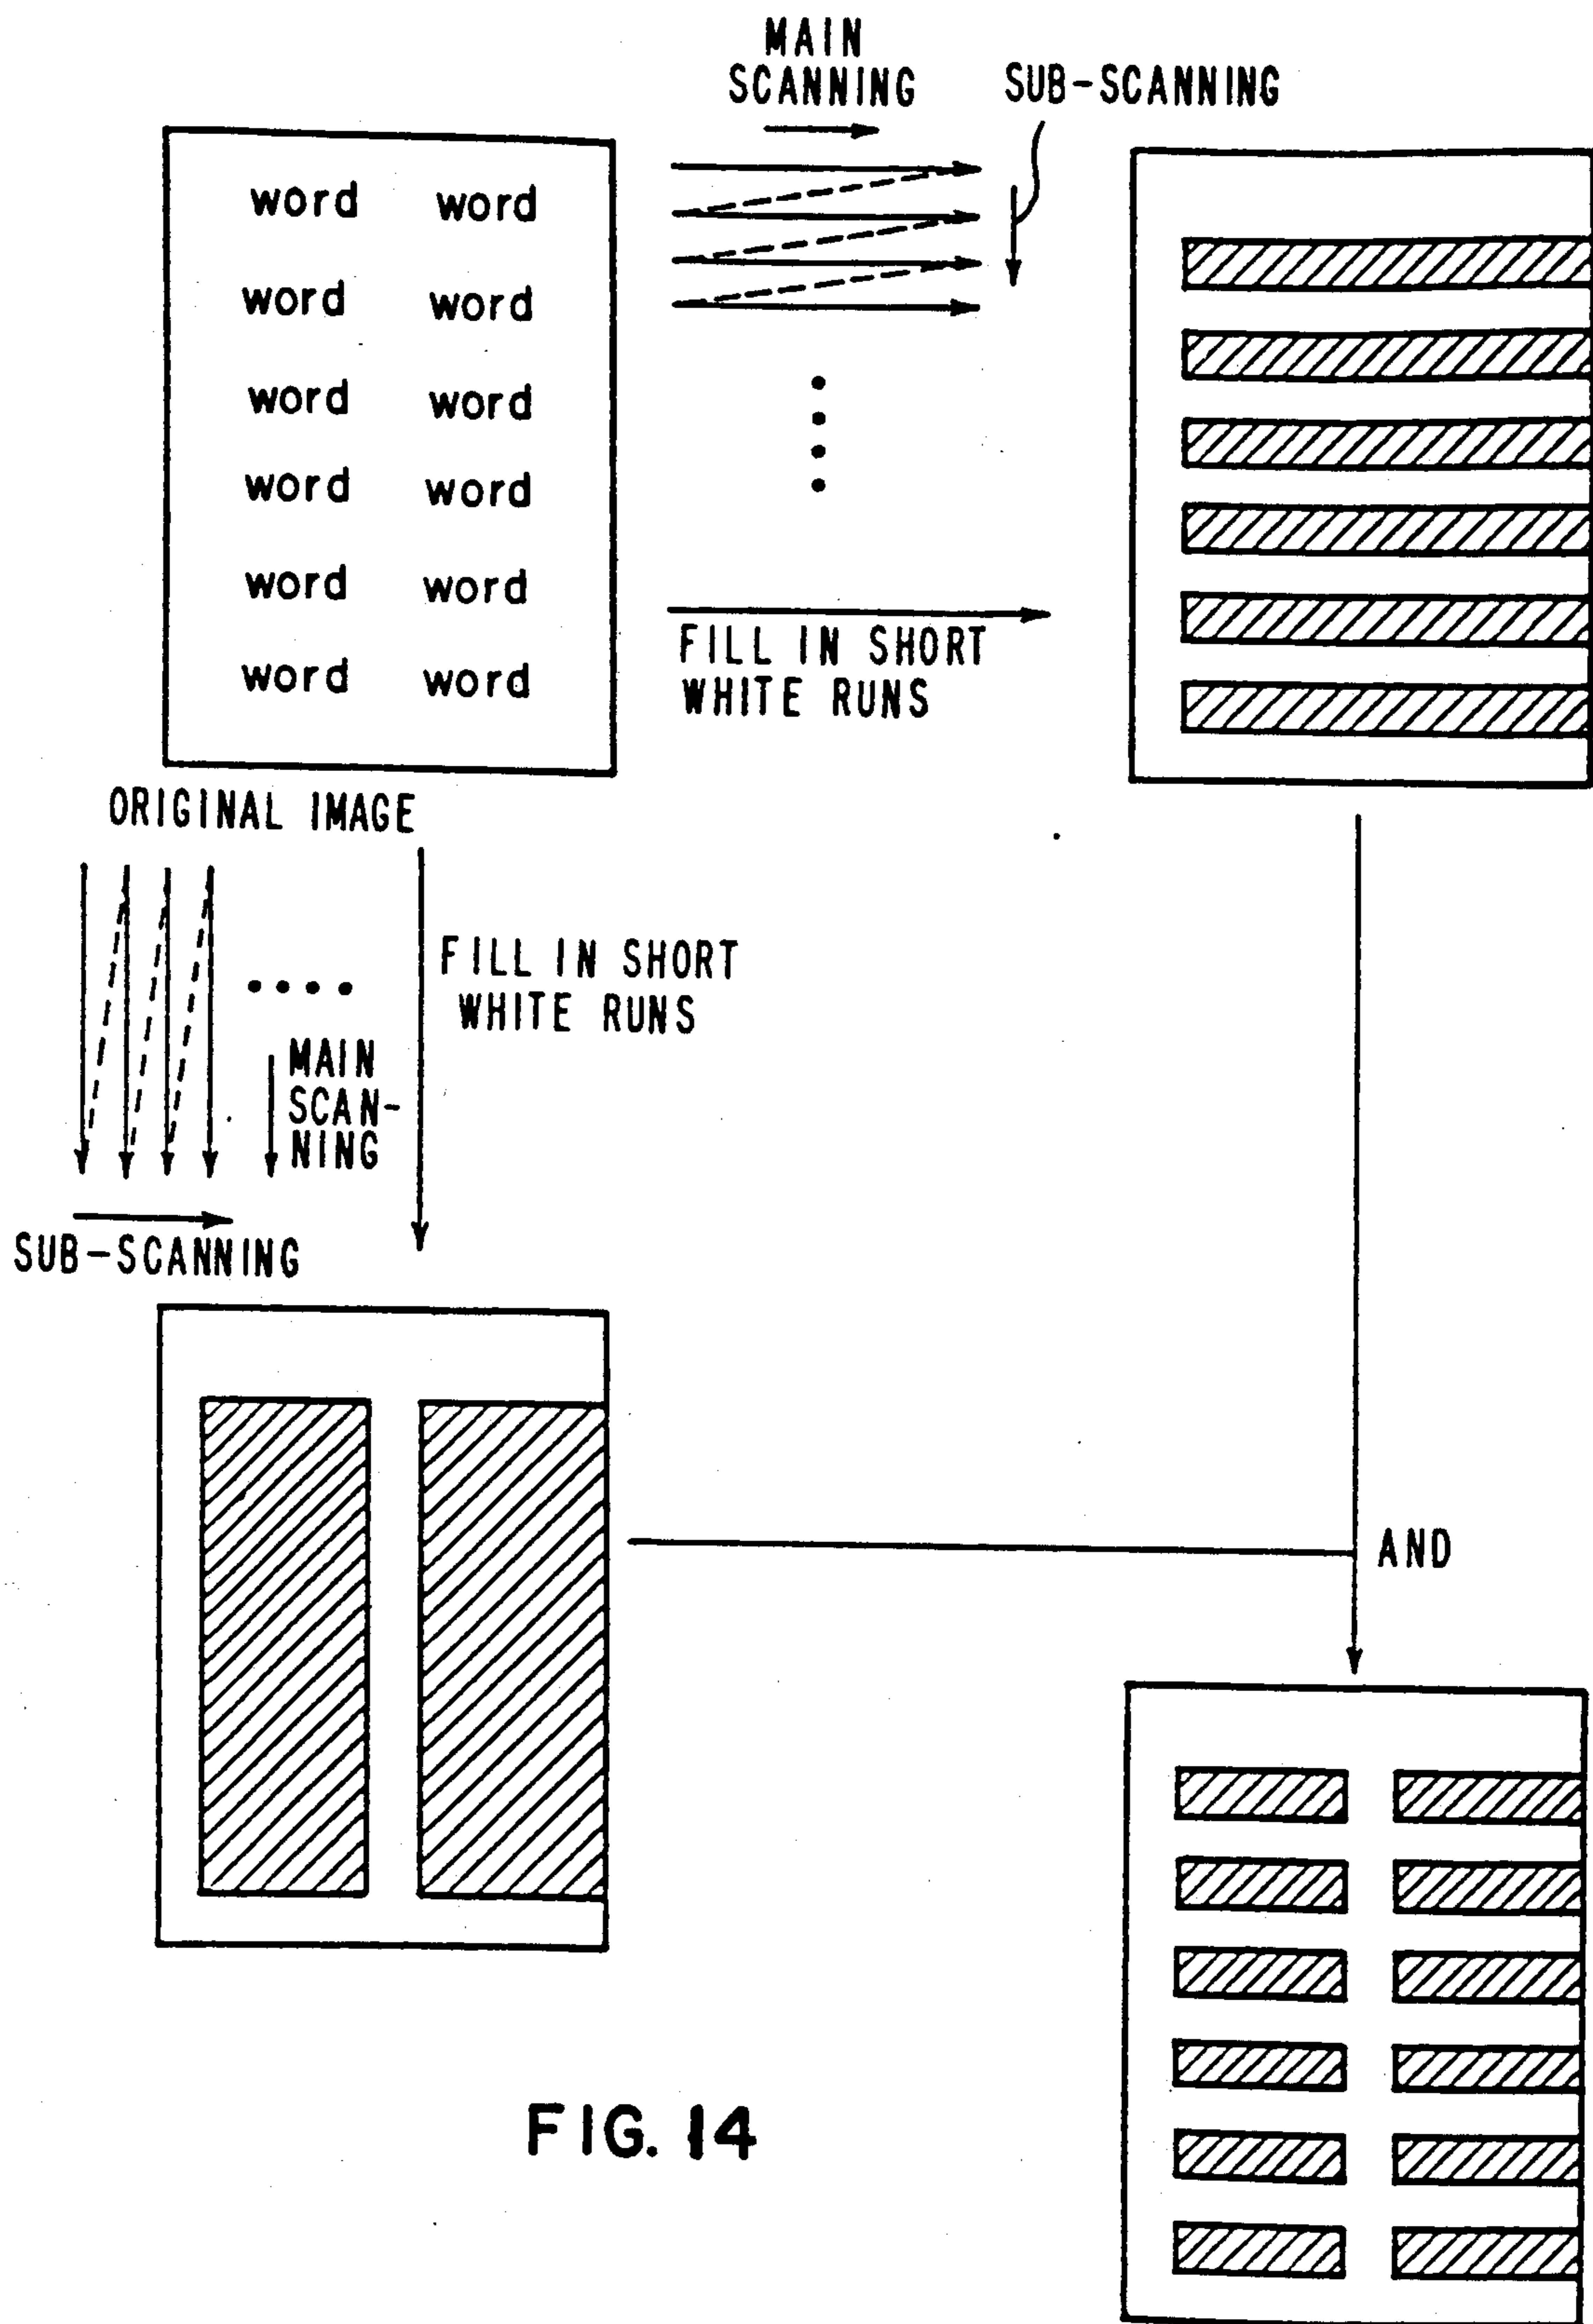 MAIN
SCANNING
SUB-SCANNING
word word
word word
word word
word word
word word
word word
FILL IN SHORT
WHITE RUNS
ORIGINAL IMAGE
FILL IN SHORT
WHITE RUNS
MAIN
SCAN-
NING
SUB-SCANNING
AND
FIG. 14